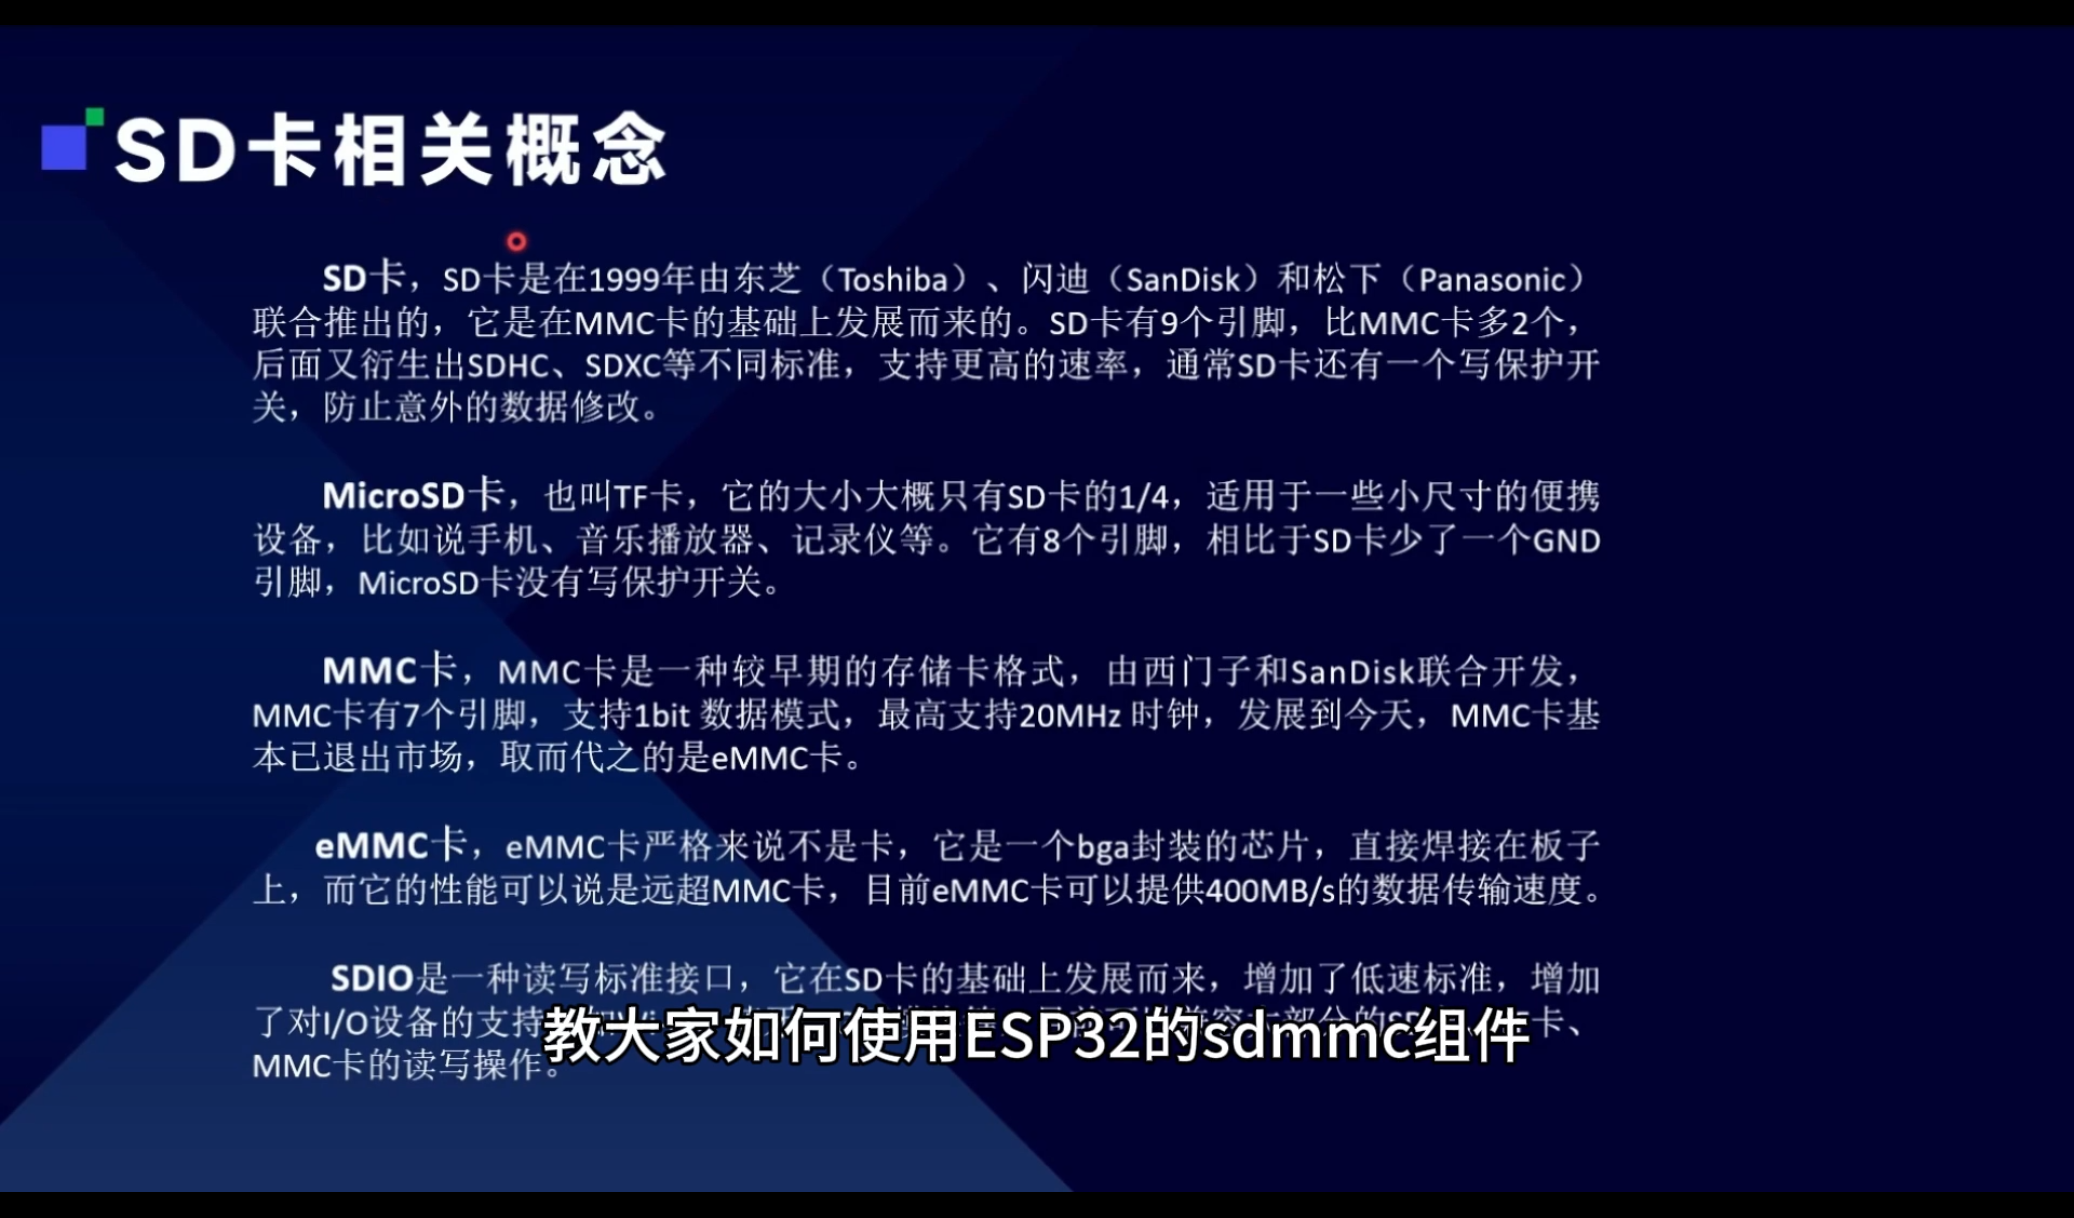 SD卡相关概念
SD卡，SD卡是在1999年由东芝（Toshiba）、闪迪（SanDisk）和松下（Panasonic）
联合推出的，它是在MMC卡的基础上发展而来的。SD卡有9个引脚，比MMC卡多2个，
后面又衍生出SDHC、SDXC等不同标准，支持更高的速率，通常SD卡还有一个写保护开
关，防止意外的数据修改。
MicroSD卡，也叫TF卡，它的大小大概只有SD卡的1/4，适用于一些小尺寸的便携
设备，比如说手机、音乐播放器、记录仪等。它有8个引脚，相比于SD卡少了一个GND
引脚，MicroSD卡没有写保护开关。
MMC卡，MMC卡是一种较早期的存储卡格式，由西门子和SanDisk联合开发，
MMC卡有7个引脚，支持1bit 数据模式，最高支持20MHz 时钟，发展到今天，MMC卡基
本已退出市场，取而代之的是eMMC卡。
eMMC卡，eMMC卡严格来说不是卡，它是一个bga封装的芯片，直接焊接在板子
上，而它的性能可以说是远超MMC卡，目前eMMC卡可以提供400MB/s的数据传输速度。
SDIO是一种读写标准接口，它在SD卡的基础上发展而来，增加了低速标准，增加
了对I/O设备的支持 卡、
MMC卡的读写操作。
教大家如何使用ESP32的sdmmc组件